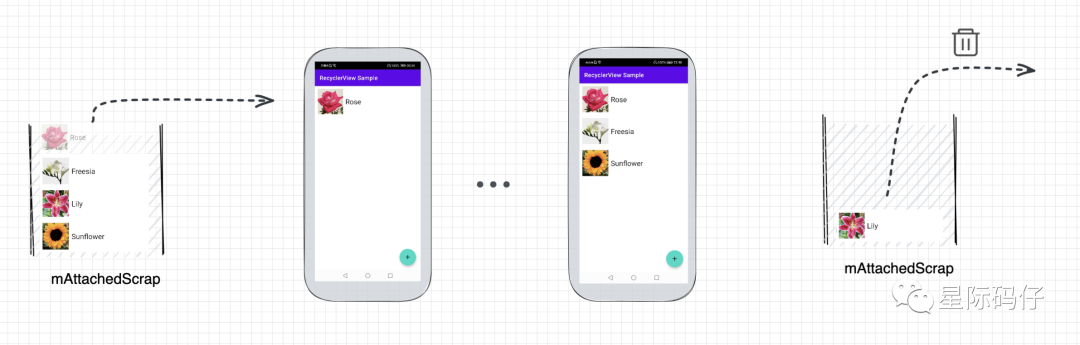 Rose
Freesia
Lily
Sunflower
mAttachedScrap
RecyclerView Sample
Rose
+
RecyclerView Sample
Rose
Freesia
Sunflower
+
Lily
mAttachedScrap
星际码仔